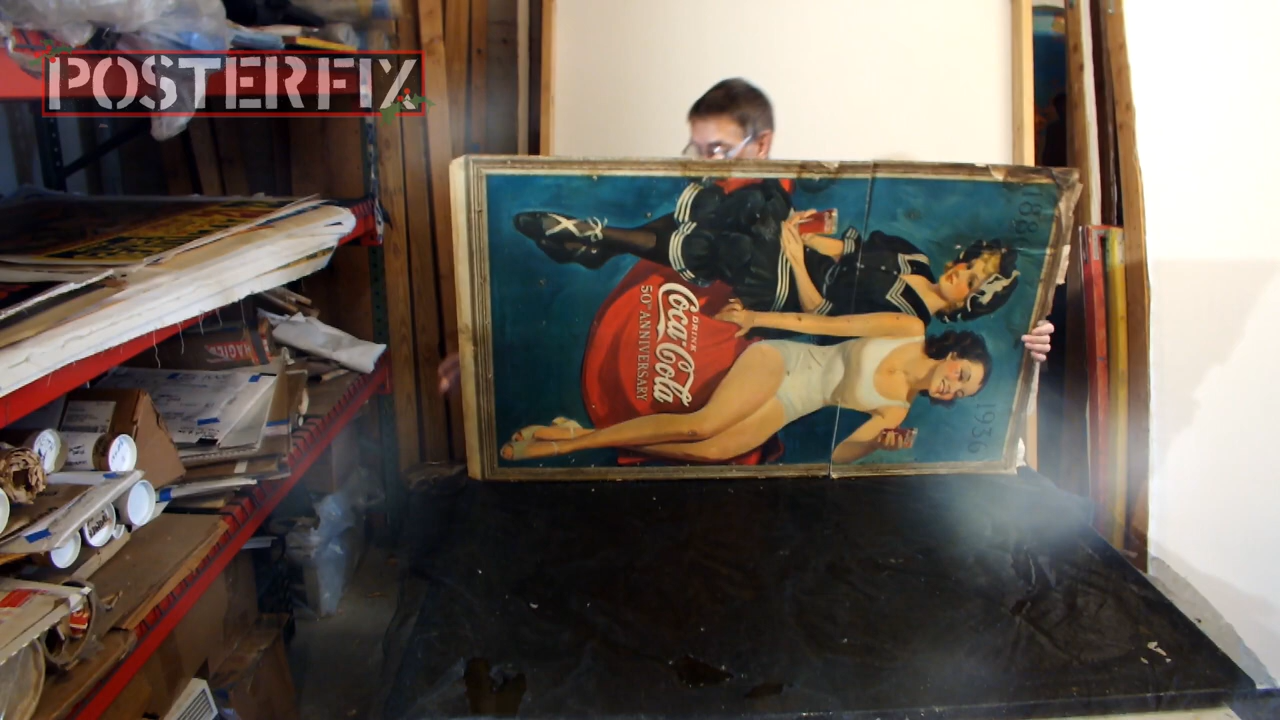 POSTERFIX
1886
DRINK
Coca-Cola
50TH ANNIVERSARY
1936